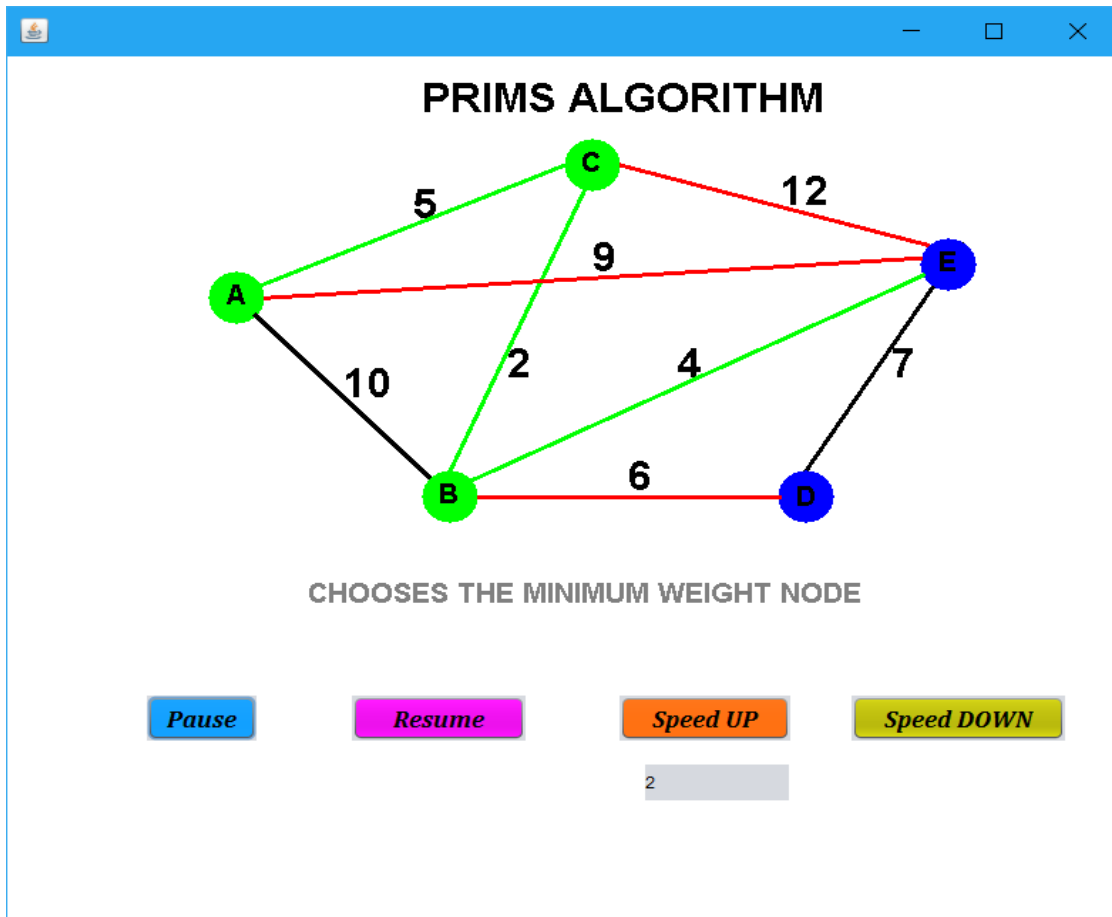 PRIMS ALGORITHM
C
5
12
9
E
A
2
4
7
10
6
B
D
CHOOSES THE MINIMUM WEIGHT NODE
Pause
Resume
Speed UP
Speed DOWN
2